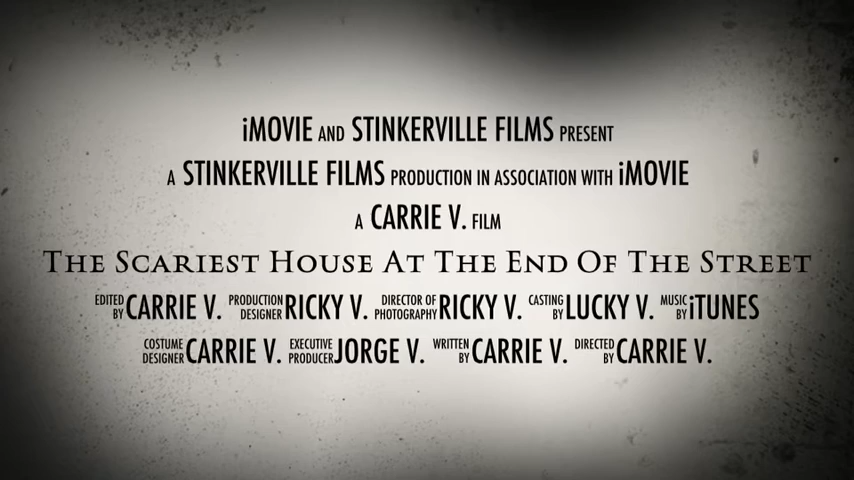 iMOVIE AND STINKERVILLE FILMS PRESENT
A STINKERVILLE FILMS PRODUCTION IN ASSOCIATION WITH iMOVIE
A CARRIE V. FILM
THE SCARIEST HOUSE AT THE END OF THE STREET
EDITED BY CARRIE V. PRODUCTION DESIGNER RICKY V. DIRECTOR OF PHOTOGRAPHY RICKY V. CASTING BY LUCKY V. MUSIC BY iTUNES
COSTUME DESIGNER CARRIE V. EXECUTIVE PRODUCER JORGE V. WRITTEN BY CARRIE V. DIRECTED BY CARRIE V.